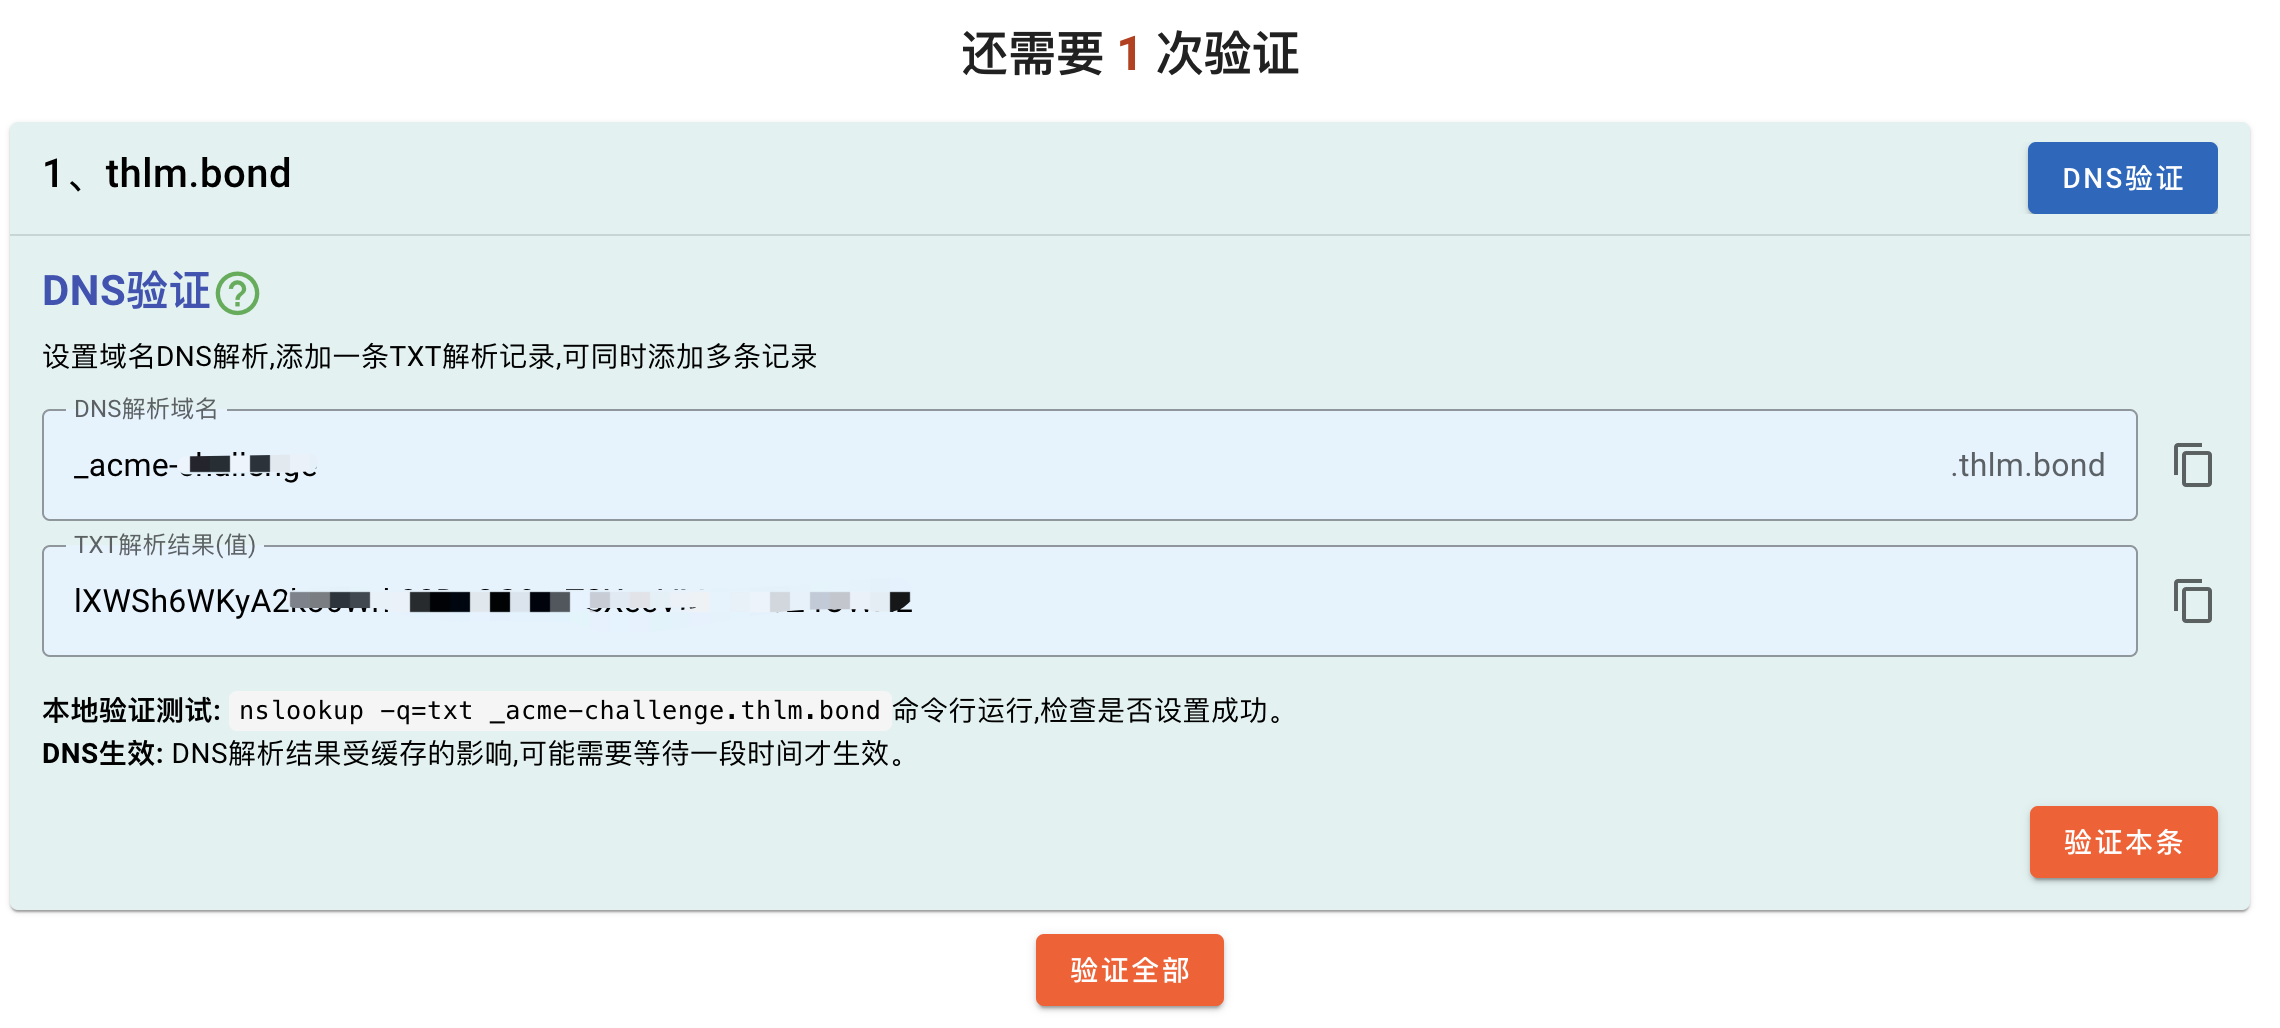 还需要 1 次验证
1、thlm.bond
DNS验证
DNS验证?
设置域名DNS解析,添加一条TXT解析记录,可同时添加多条记录
DNS解析域名
_acme-
.thlm.bond
TXT解析结果(值)
lXWSh6WKyA2
本地验证测试: nslookup -q=txt _acme-challenge.thlm.bond 命令行运行,检查是否设置成功。
DNS生效: DNS解析结果受缓存的影响,可能需要等待一段时间才生效。
验证本条
验证全部